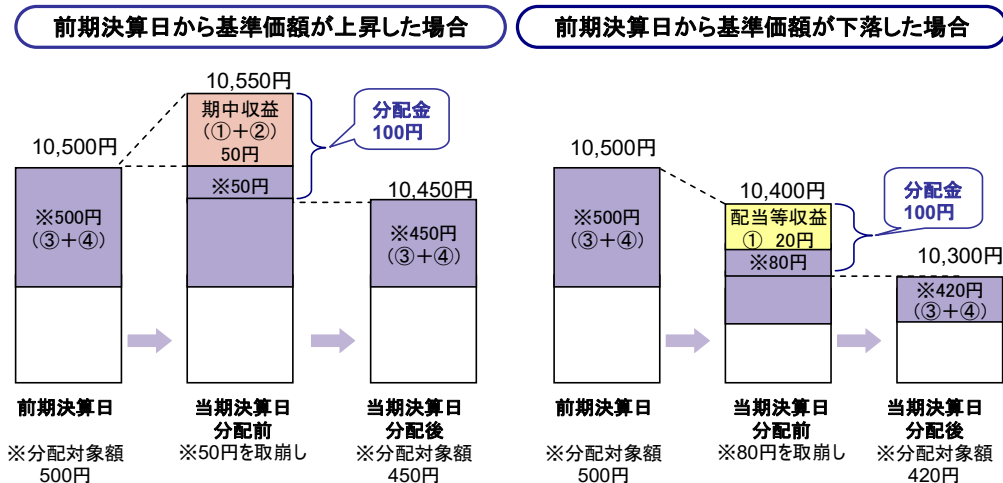 前期決算日から基準価額が上昇した場合
10,550円
期中収益
(①+②)
50円
分配金
100円
10,500円
※50円
10,450円
※500円
(③+④)
※450円
(③+④)
前期決算日
当期決算日
分配前
当期決算日
分配後
※分配対象額
500円
※50円を取崩し
※分配対象額
450円
前期決算日から基準価額が下落した場合
10,500円
10,400円
分配金
100円
※500円
(③+④)
配当等収益
① 20円
※80円
10,300円
※420円
(③+④)
前期決算日
当期決算日
分配前
当期決算日
分配後
※分配対象額
500円
※80円を取崩し
※分配対象額
420円